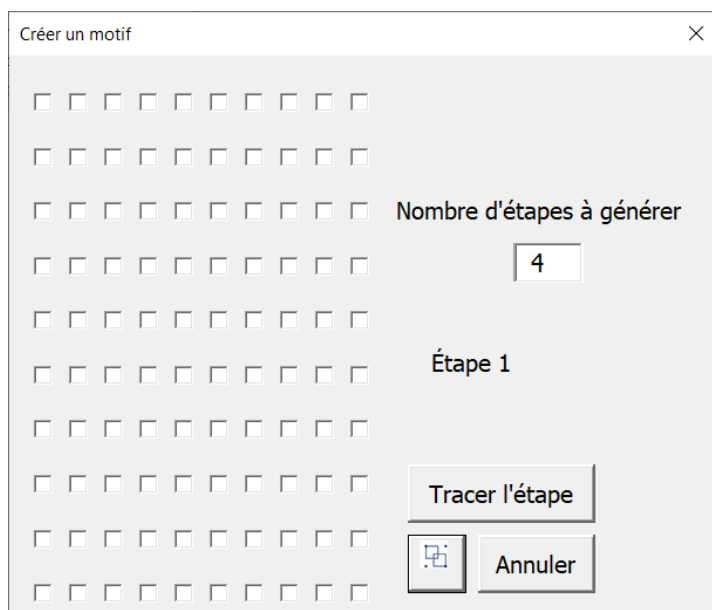 Créer un motif
Nombre d'étapes à générer
4
Étape 1
Tracer l'étape
Annuler